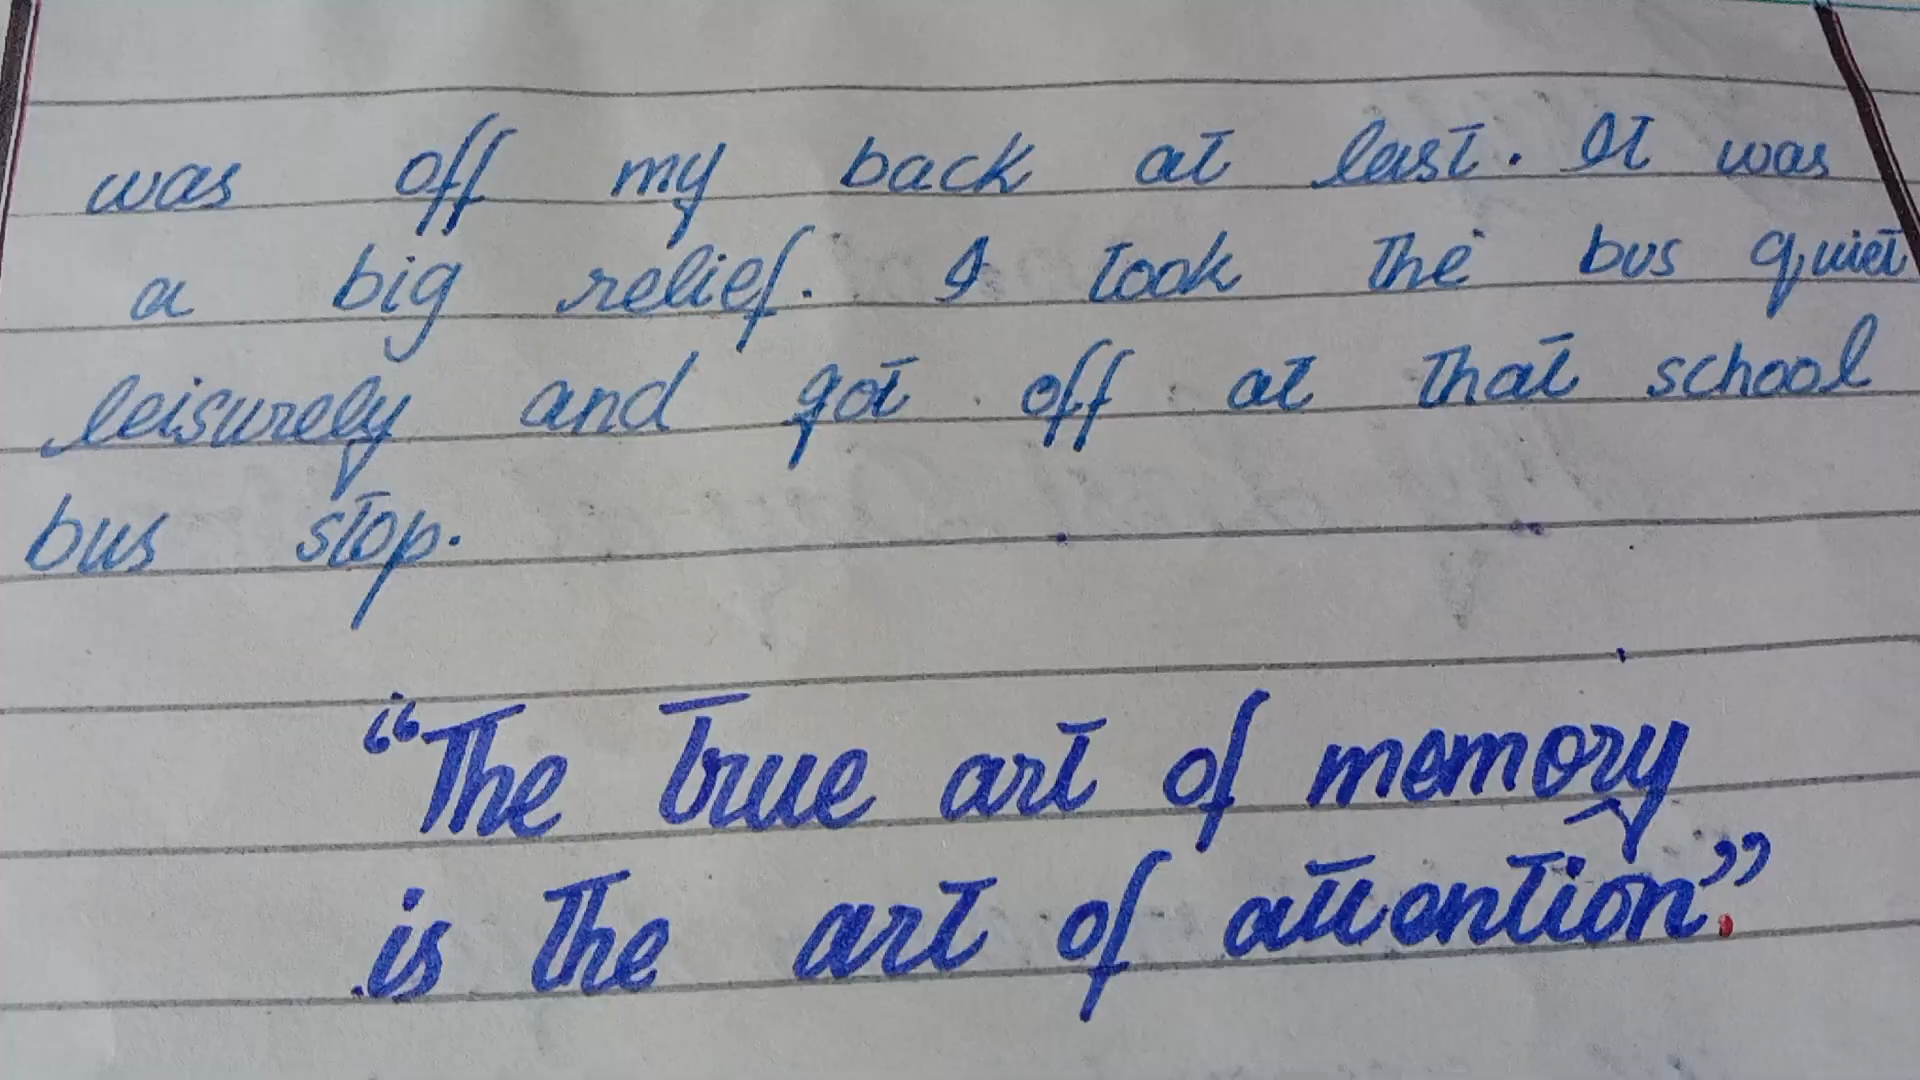 was off my back at last. It was
a big relief. I took the bus quiet
leisurely and got off at that school
bus stop.
“The true art of memory
is the art of attention”.